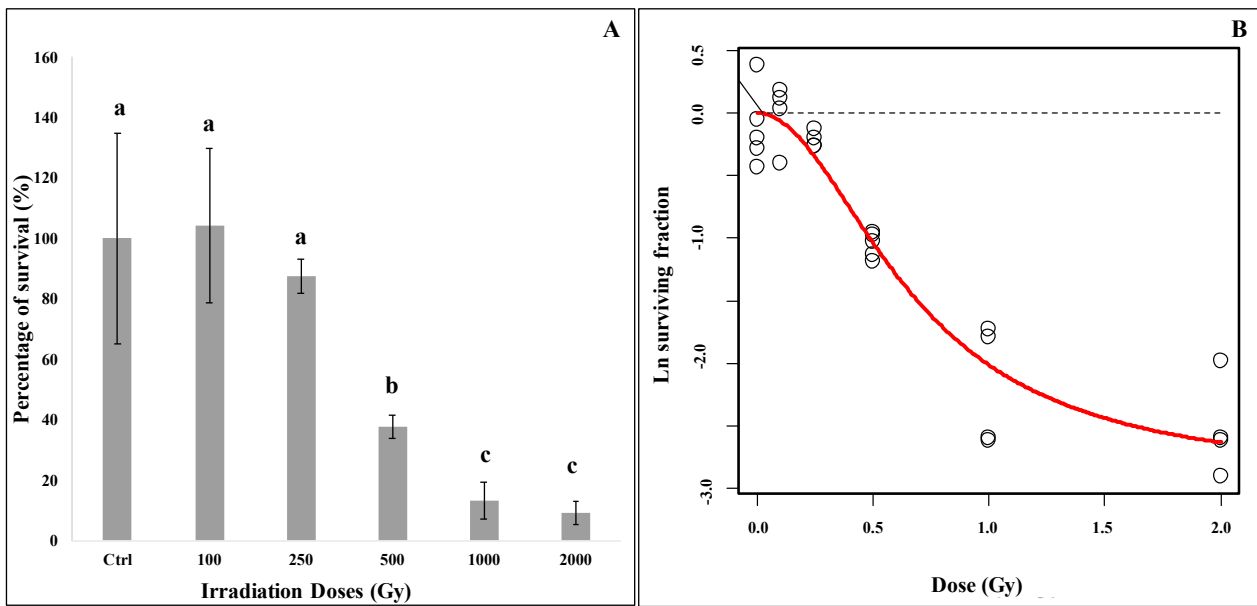 A
160
140
120
100
80
60
40
20
0
Percentage of survival (%)
a
a
a
b
c
c
Ctrl 100 250 500 1000 2000
Irradiation Doses (Gy)
B
0.5
0.0
-1.0
-2.0
-3.0
Ln surviving fraction
0.0 0.5 1.0 1.5 2.0
Dose (Gy)